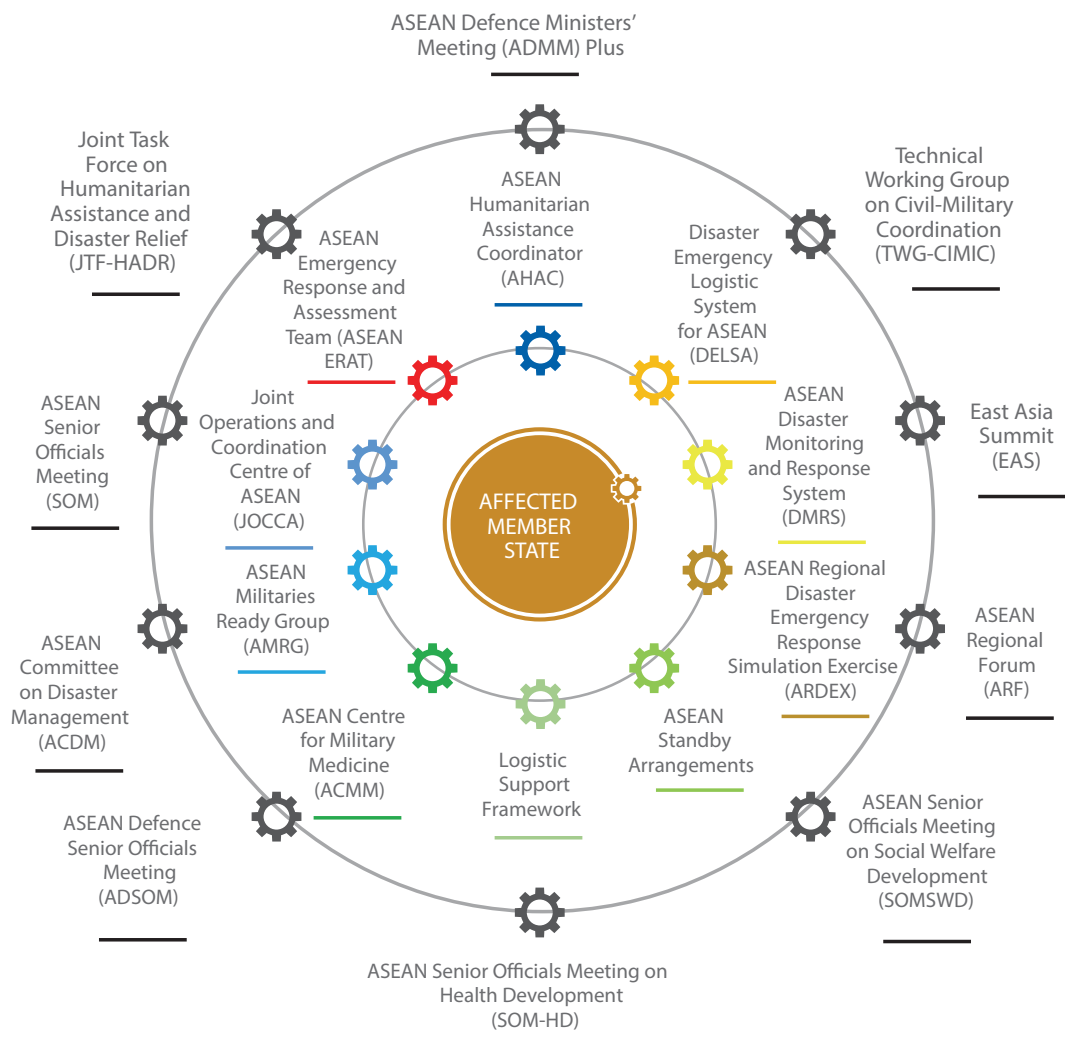 ASEAN Defence Ministers'
Meeting (ADMM) Plus
Joint Task
Force on
Humanitarian
Assistance and
Disaster Relief
(JTF-HADR)
Technical
Working Group
on Civil-Military
Coordination
(TWG-CIMIC)
ASEAN
Humanitarian
Assistance
Coordinator
(AHAC)
ASEAN
Emergency
Response and
Assessment
Team (ASEAN
ERAT)
Disaster
Emergency
Logistic
System
for ASEAN
(DELSA)
ASEAN
Senior
Officials
Meeting
(SOM)
Joint
Operations and
Coordination
Centre of
ASEAN
(JOCCA)
AFFECTED
MEMBER
STATE
ASEAN
Disaster
Monitoring
and Response
System
(DMRS)
East Asia
Summit
(EAS)
ASEAN
Militaries
Ready Group
(AMRG)
ASEAN Regional
Disaster
Emergency
Response
Simulation Exercise
(ARDEX)
ASEAN
Committee
on Disaster
Management
(ACDM)
ASEAN
Regional
Forum
(ARF)
ASEAN Centre
for Military
Medicine
(ACMM)
Logistic
Support
Framework
ASEAN
Standby
Arrangements
ASEAN Defence
Senior Officials
Meeting
(ADSOM)
ASEAN Senior
Officials Meeting
on Social Welfare
Development
(SOMSWD)
ASEAN Senior Officials Meeting on
Health Development
(SOM-HD)